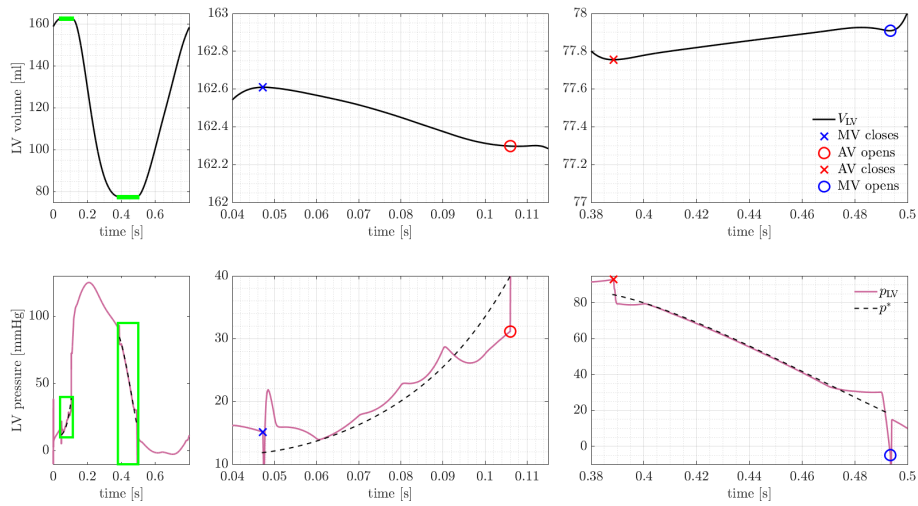 160
120
80
LV volume [ml]
0 0.2 0.4 0.6
time [s]
163
162.8
162.6
162.4
162.2
162
0.04 0.05 0.06 0.07 0.08 0.09 0.1 0.11
time [s]
78
77.8
77.6
77.4
77.2
77
0.38 0.4 0.42 0.44 0.46 0.48 0.5
time [s]
V_LV
MV closes
AV opens
AV closes
MV opens
100
50
0
LV pressure [mmHg]
0 0.2 0.4 0.6
time [s]
40
30
20
10
0.04 0.05 0.06 0.07 0.08 0.09 0.1 0.11
time [s]
80
60
40
20
0
0.38 0.4 0.42 0.44 0.46 0.48 0.5
time [s]
p_LV
p*